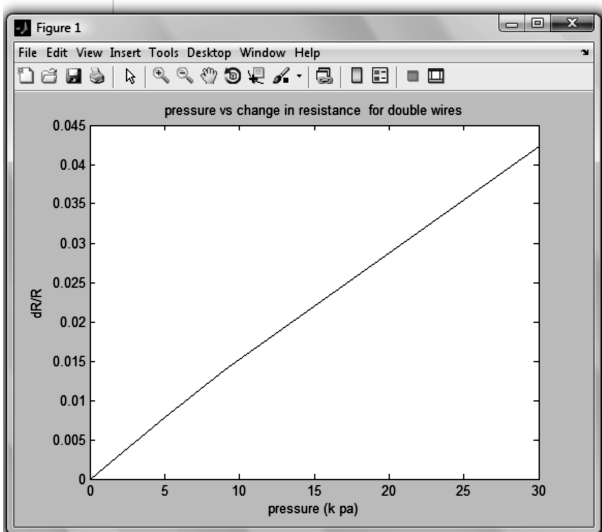 Figure 1
File Edit View Insert Tools Desktop Window Help
pressure vs change in resistance for double wires
0.045
0.04
0.035
0.03
0.025
0.02
0.015
0.01
0.005
0
dR/R
0 5 10 15 20 25 30
pressure (k pa)